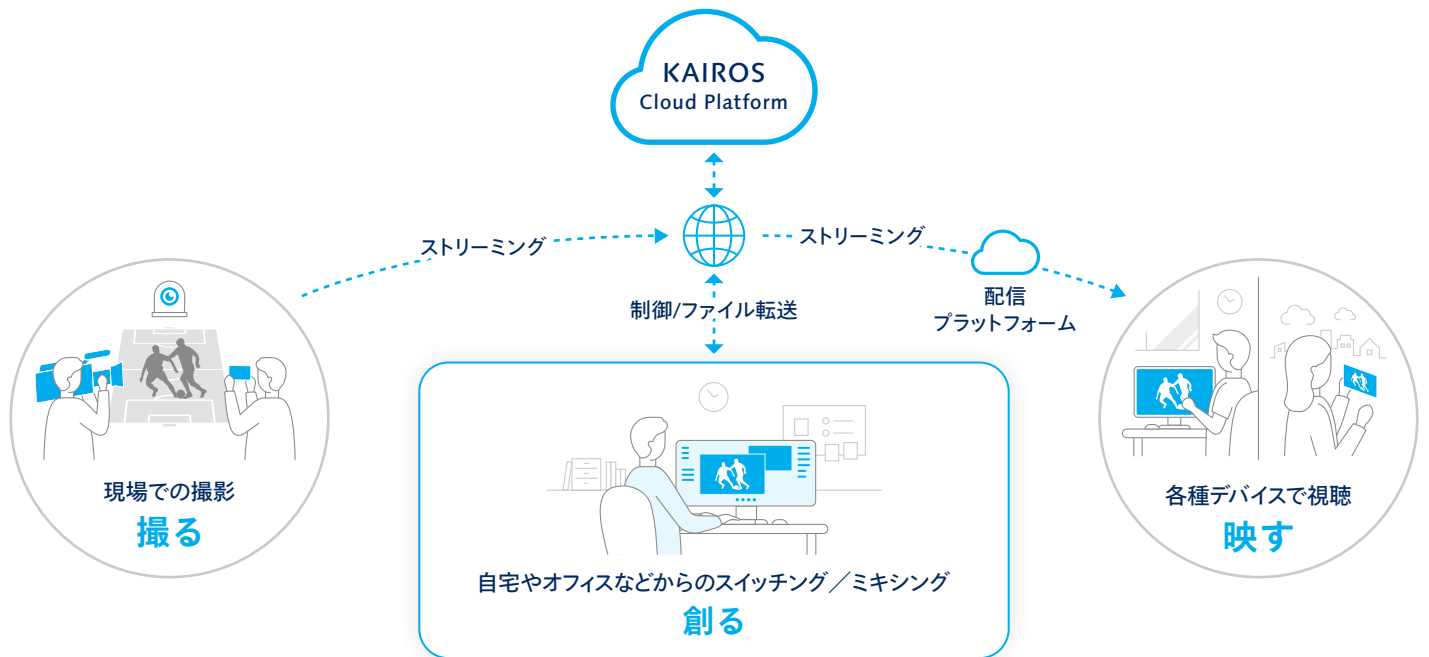 KAIROS
Cloud Platform
ストリーミング
ストリーミング
制御/ファイル転送
配信
プラットフォーム
現場での撮影
撮る
自宅やオフィスなどからのスイッチング／ミキシング
創る
各種デバイスで視聴
映す